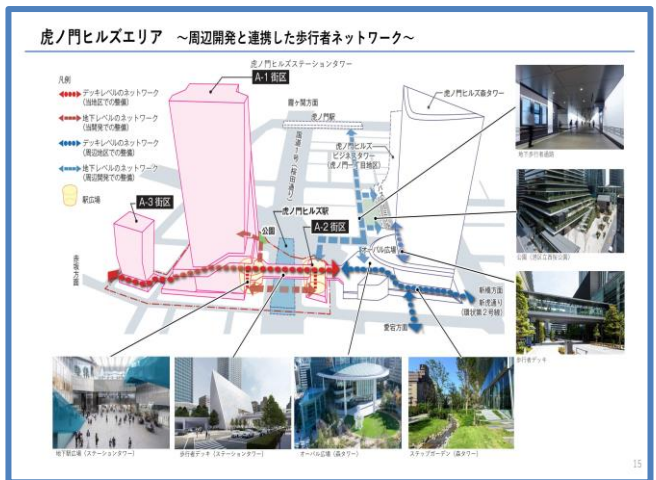 虎ノ門ヒルズエリア ～周辺開発と連携した歩行者ネットワーク～
凡例
デッキレベルのネットワーク
(当地区での整備)
地下レベルのネットワーク
(当開発での整備)
デッキレベルのネットワーク
(周辺地区での整備)
地下レベルのネットワーク
(周辺開発での整備)
駅広場
虎ノ門ヒルズステーションタワー
A-1 街区
霞ヶ関方面
虎ノ門駅
国道1号(桜田通り)
虎ノ門ヒルズ森タワー
虎ノ門ヒルズ
ビジネスタワー
(虎ノ門一丁目地区)
A-3 街区
虎ノ門ヒルズ駅
公園
A-2 街区
オーバル広場
赤坂方面
新橋方面
新虎通り
(環状第2号線)
愛宕方面
地下歩行者通路
公園(港区立西桜公園)
歩行者デッキ
地下駅広場(ステーションタワー)
歩行者デッキ(ステーションタワー)
オーバル広場(森タワー)
ステップガーデン(森タワー)
15